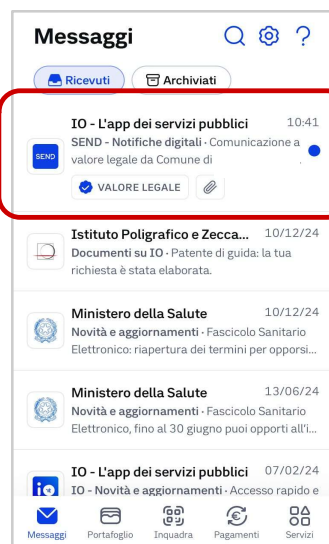 Messaggi
Ricevuti Archiviati
IO - L'app dei servizi pubblici 10:41
SEND
SEND - Notifiche digitali · Comunicazione a
valore legale da Comune di
VALORE LEGALE
Istituto Poligrafico e Zecca... 10/12/24
Documenti su IO · Patente di guida: la tua
richiesta è stata elaborata.
Ministero della Salute 10/12/24
Novità e aggiornamenti · Fascicolo Sanitario
Elettronico: riapertura dei termini per opporsi...
Ministero della Salute 13/06/24
Novità e aggiornamenti · Fascicolo Sanitario
Elettronico, fino al 30 giugno puoi opporti all'i...
IO - L'app dei servizi pubblici 07/02/24
io
IO - Novità e aggiornamenti · Accesso rapido e
Messaggi Portafoglio Inquadra Pagamenti Servizi